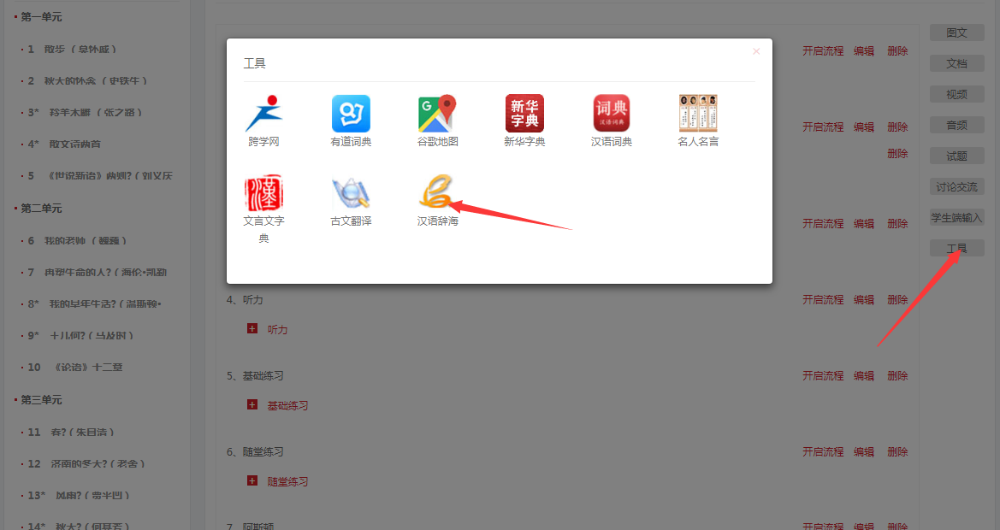 第一单元
1 散步（莫怀戚）
2 秋天的怀念（史铁生）
3* 羚羊木雕（张之路）
4* 散文诗两首
5 《世说新语》两则?（刘义庆
第二单元
6 我的老师（魏巍）
7 再塑生命的人?（海伦•凯勒
8* 我的早年生活?（温斯顿•
9* 王几何?（马及时）
10 《论语》十二章
第三单元
11 春?（朱自清）
12 济南的冬天?（老舍）
13* 风雨?（贾平凹）
14* 秋天?（何其芳）
工具
×
G
新华
字典
词典
汉语词典
跨学网 有道词典 谷歌地图 新华字典 汉语词典 名人名言
漢
文言文字典 古文翻译 汉语辞海
开启流程 编辑 删除
开启流程 编辑 删除
删除
开启流程 编辑 删除
4、听力 开启流程 编辑 删除
听力
5、基础练习 开启流程 编辑 删除
基础练习
6、随堂练习 开启流程 编辑 删除
随堂练习
7、阿斯顿 开启流程 编辑 删除
图文
文档
视频
音频
试题
讨论交流
学生端输入
工具